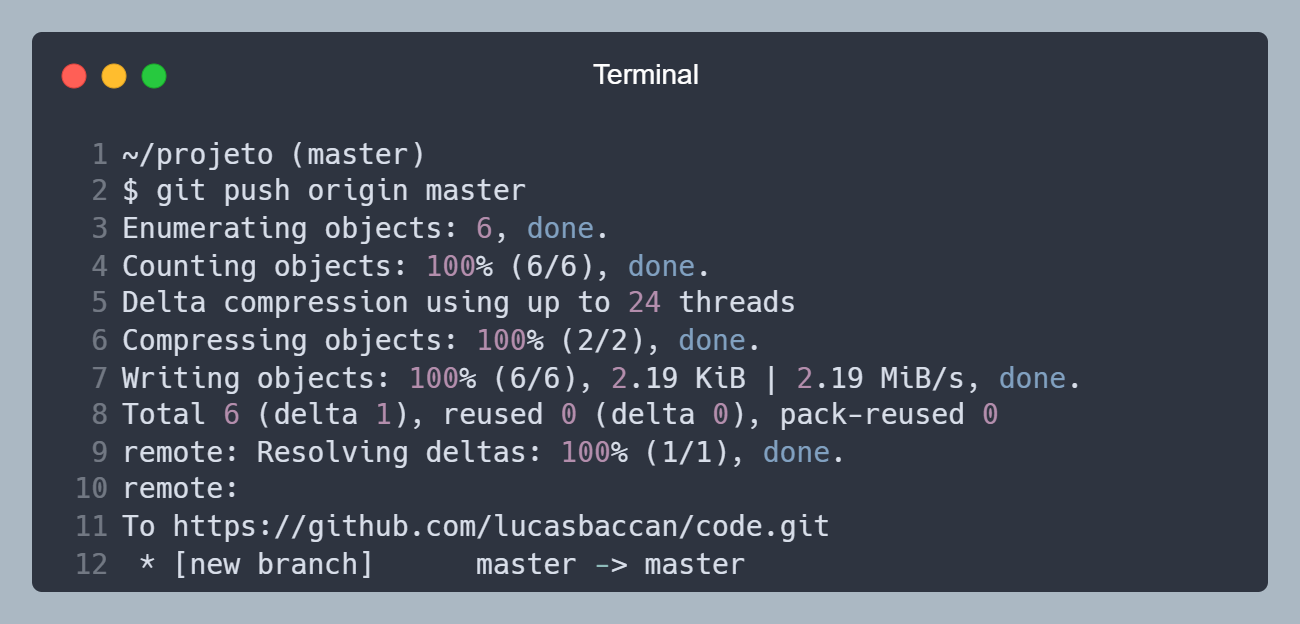 Terminal
1 ~/projeto (master)
2 $ git push origin master
3 Enumerating objects: 6, done.
4 Counting objects: 100% (6/6), done.
5 Delta compression using up to 24 threads
6 Compressing objects: 100% (2/2), done.
7 Writing objects: 100% (6/6), 2.19 KiB | 2.19 MiB/s, done.
8 Total 6 (delta 1), reused 0 (delta 0), pack-reused 0
9 remote: Resolving deltas: 100% (1/1), done.
10 remote:
11 To https://github.com/lucasbaccan/code.git
12  * [new branch]      master -> master